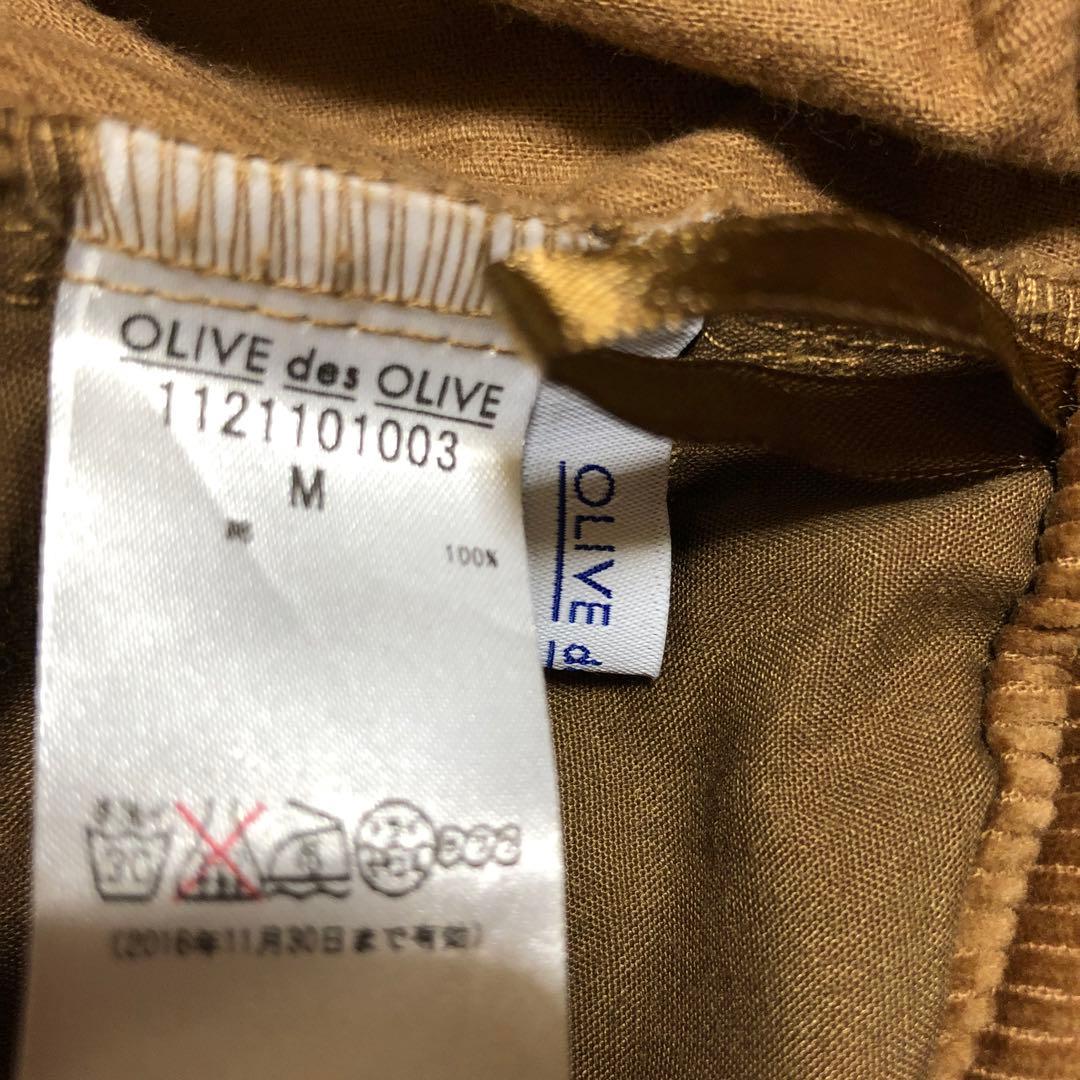 OLIVE des OLIVE
1121101003
M
綿 100%
(2016年11月30日まで有効)
OLIVE d